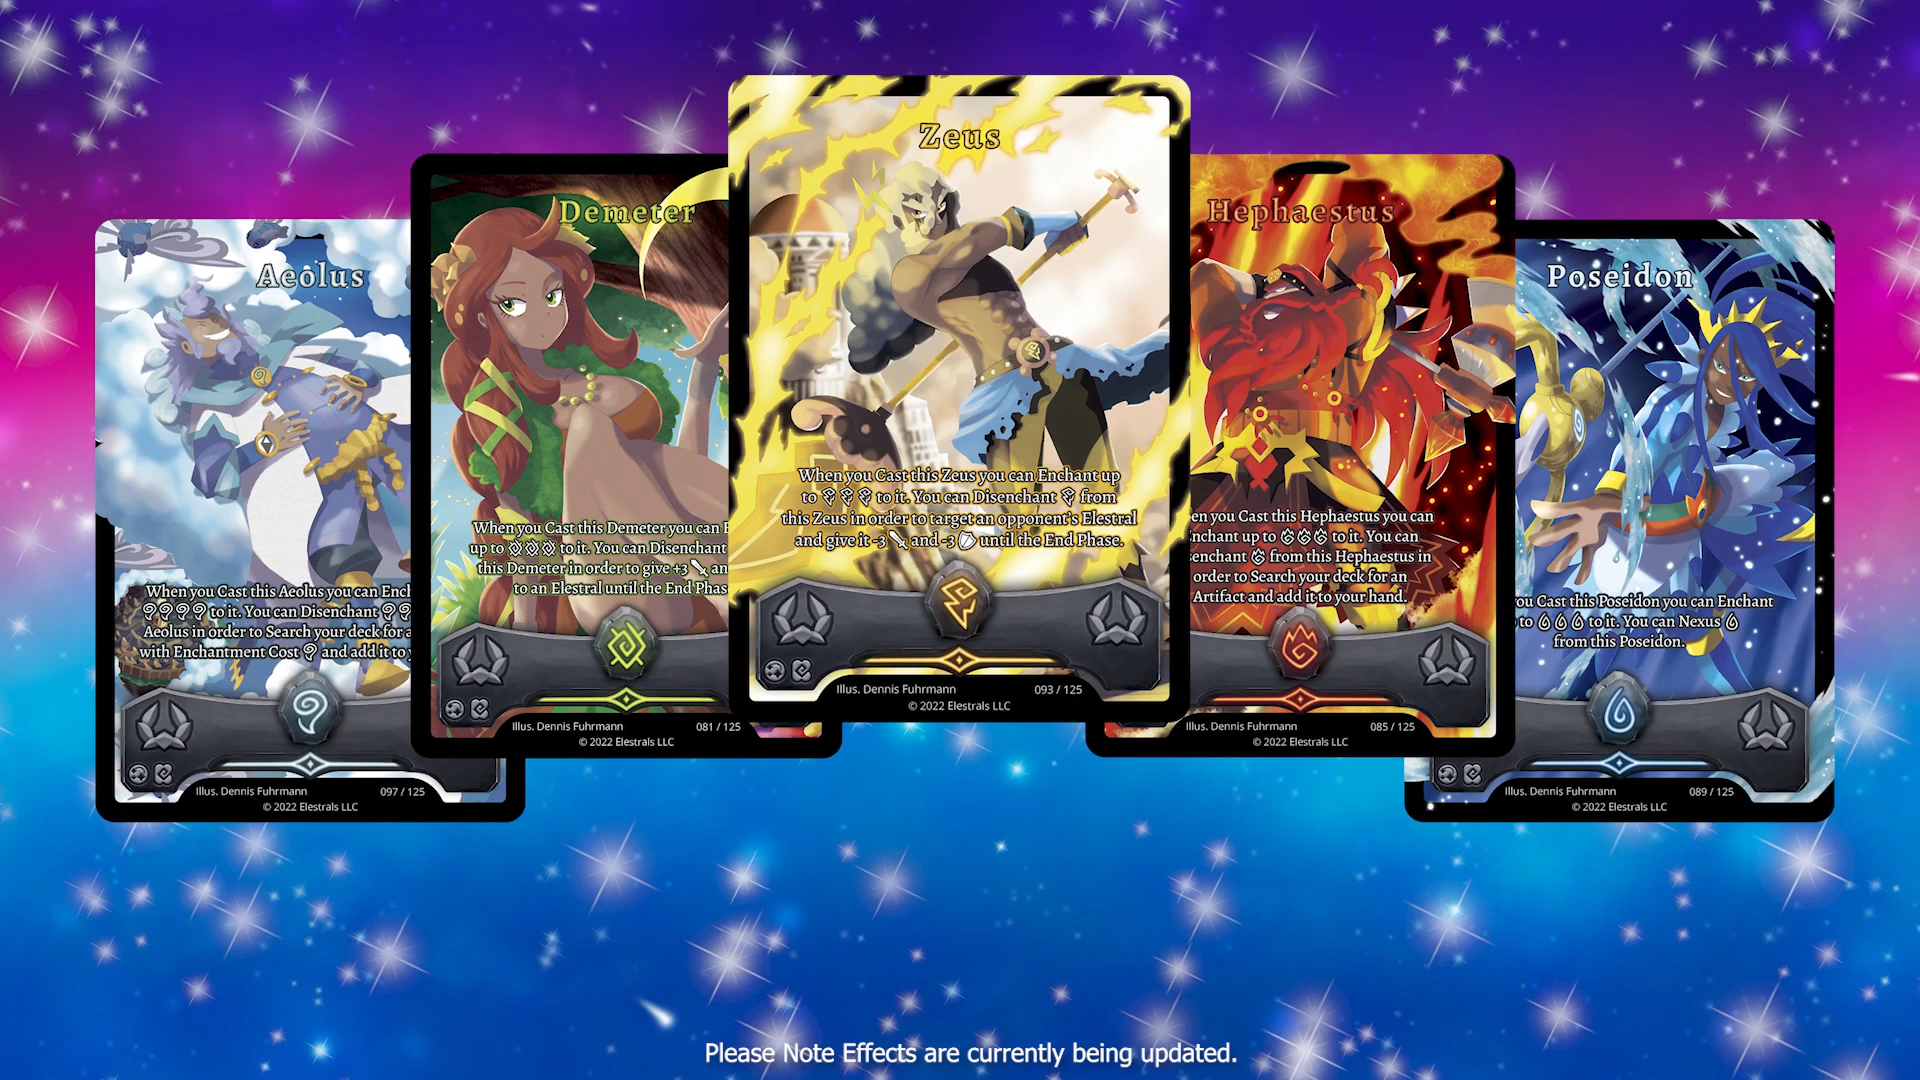 Aeolus
When you Cast this Aeolus you can
to it. You can Disenchant
Aeolus in order to Search your deck for
with Enchantment Cost and add it to
Illus. Dennis Fuhrmann 097 / 125
© 2022 Elestrals LLC
Demeter
When you Cast this Demeter you can
up to to it. You can Disenchant
this Demeter in order to give +3
to an Elestral until the End
Illus. Dennis Fuhrmann 081 / 125
© 2022 Elestrals LLC
Zeus
When you Cast this Zeus you can Enchant up
to to it. You can Disenchant from
this Zeus in order to target an opponent's Elestral
and give it -3 and -3 until the End Phase.
Illus. Dennis Fuhrmann 093 / 125
© 2022 Elestrals LLC
Hephaestus
you Cast this Hephaestus you can
up to to it. You can
from this Hephaestus in
order to Search your deck for an
Artifact and add it to your hand.
Illus. Dennis Fuhrmann 085 / 125
© 2022 Elestrals LLC
Poseidon
you Cast this Poseidon you can Enchant
to to it. You can Nexus
from this Poseidon.
Illus. Dennis Fuhrmann 089 / 125
© 2022 Elestrals LLC
Please Note Effects are currently being updated.